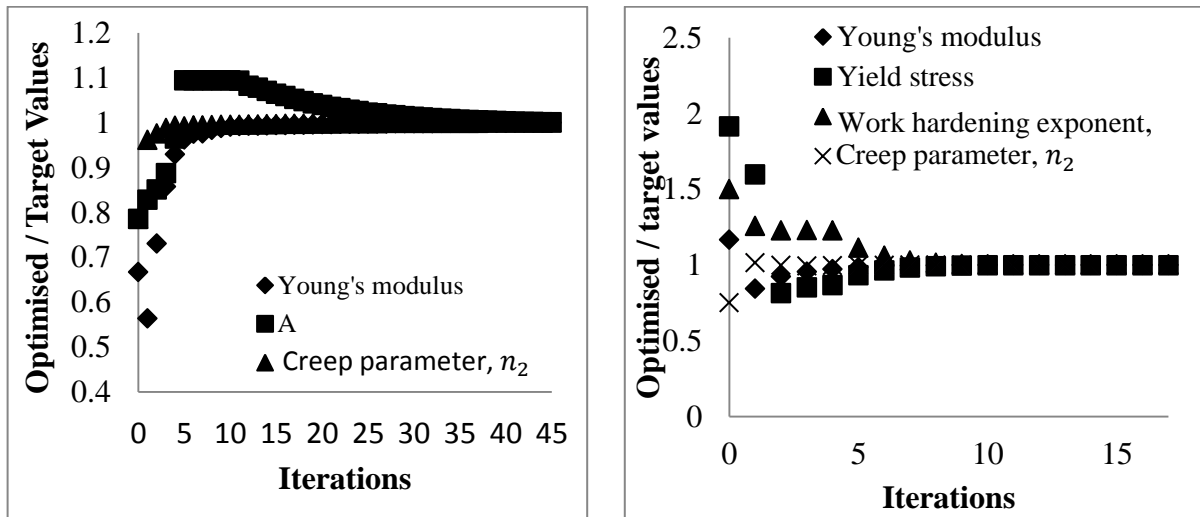 Optimised / Target Values
1.2
1.1
1
0.9
0.8
0.7
0.6
0.5
0.4
Young's modulus
A
Creep parameter, n₂
0 5 10 15 20 25 30 35 40 45
Iterations
Optimised / target values
2.5
2
1.5
1
0.5
0
Young's modulus
Yield stress
Work hardening exponent,
Creep parameter, n₂
0 5 10 15
Iterations